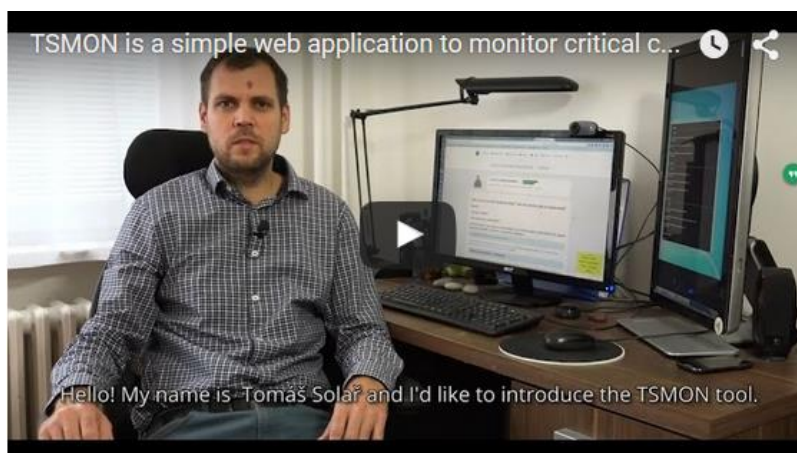 TSMON is a simple web application to monitor critical c...
acer
Hello! My name is Tomáš Solař and I'd like to introduce the TSMON tool.